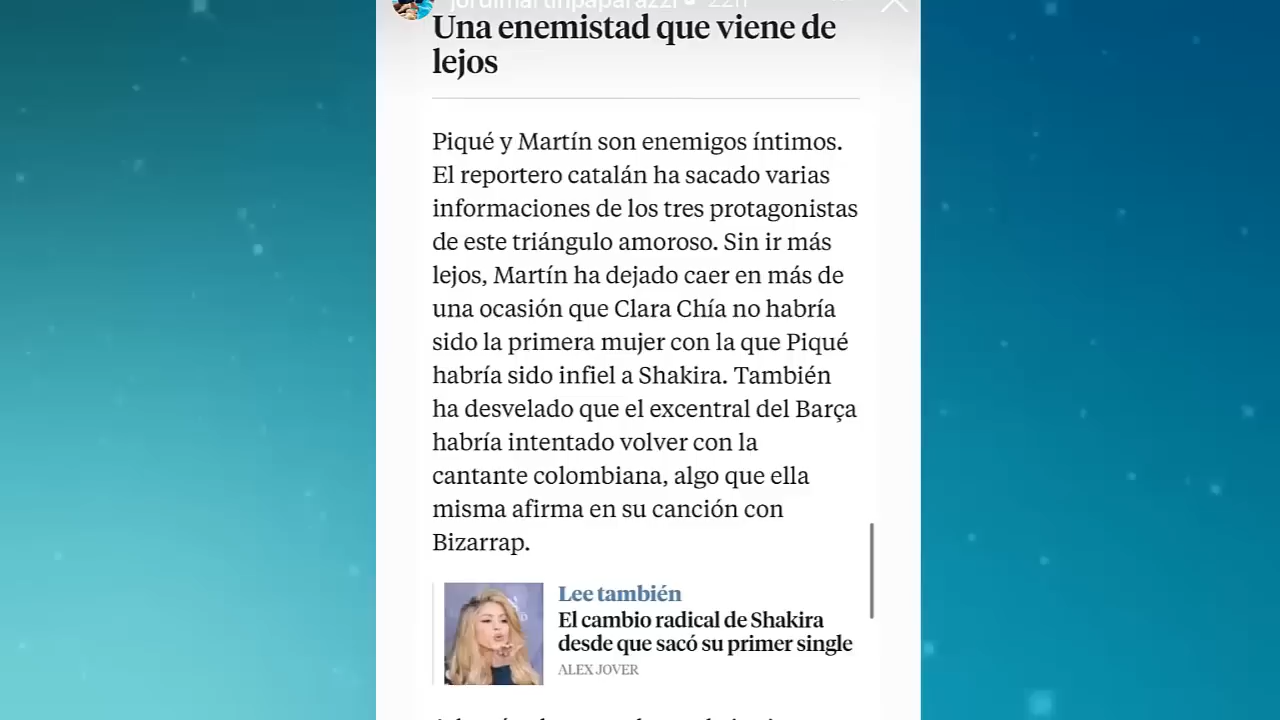 jordimartinpaparazzi 22h
Una enemistad que viene de
lejos
Piqué y Martín son enemigos íntimos.
El reportero catalán ha sacado varias
informaciones de los tres protagonistas
de este triángulo amoroso. Sin ir más
lejos, Martín ha dejado caer en más de
una ocasión que Clara Chía no habría
sido la primera mujer con la que Piqué
habría sido infiel a Shakira. También
ha desvelado que el excentral del Barça
habría intentado volver con la
cantante colombiana, algo que ella
misma afirma en su canción con
Bizarrap.
Lee también
El cambio radical de Shakira
desde que sacó su primer single
ALEX JOVER